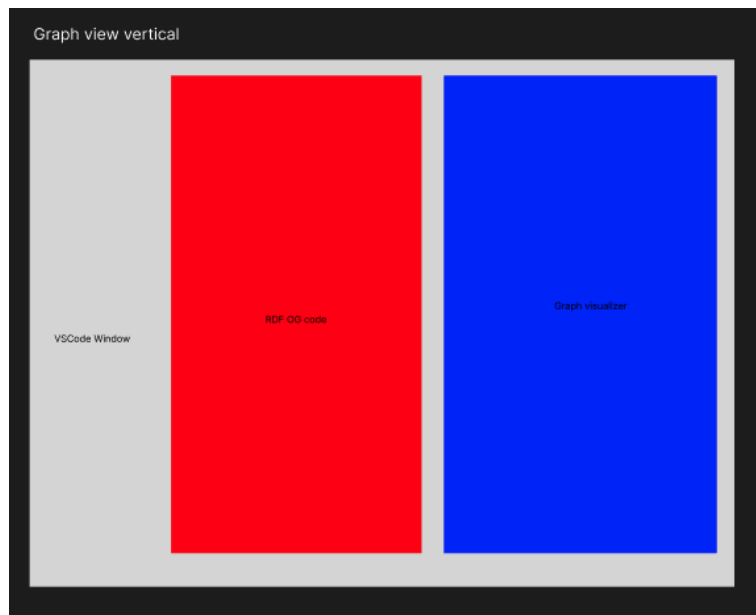 Graph view vertical
VSCode Window
RDF OG code
Graph visualizer